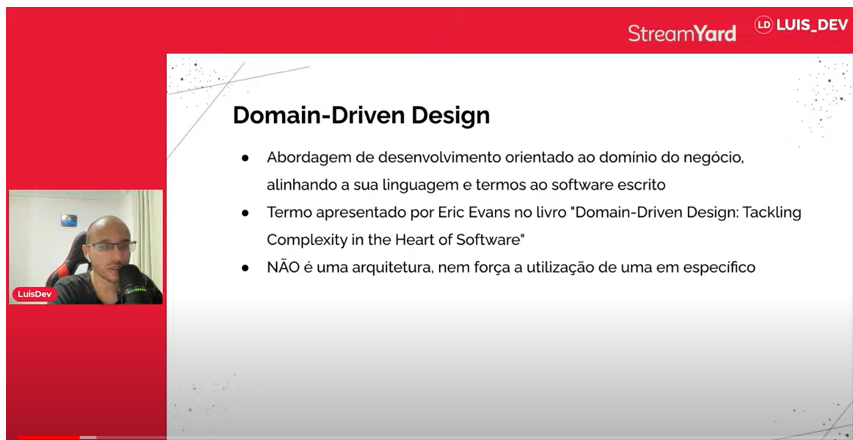 StreamYard
LD LUIS_DEV
Domain-Driven Design
● Abordagem de desenvolvimento orientado ao domínio do negócio,
alinhando a sua linguagem e termos ao software escrito
● Termo apresentado por Eric Evans no livro "Domain-Driven Design: Tackling
Complexity in the Heart of Software"
● NÃO é uma arquitetura, nem força a utilização de uma em específico
LuisDev